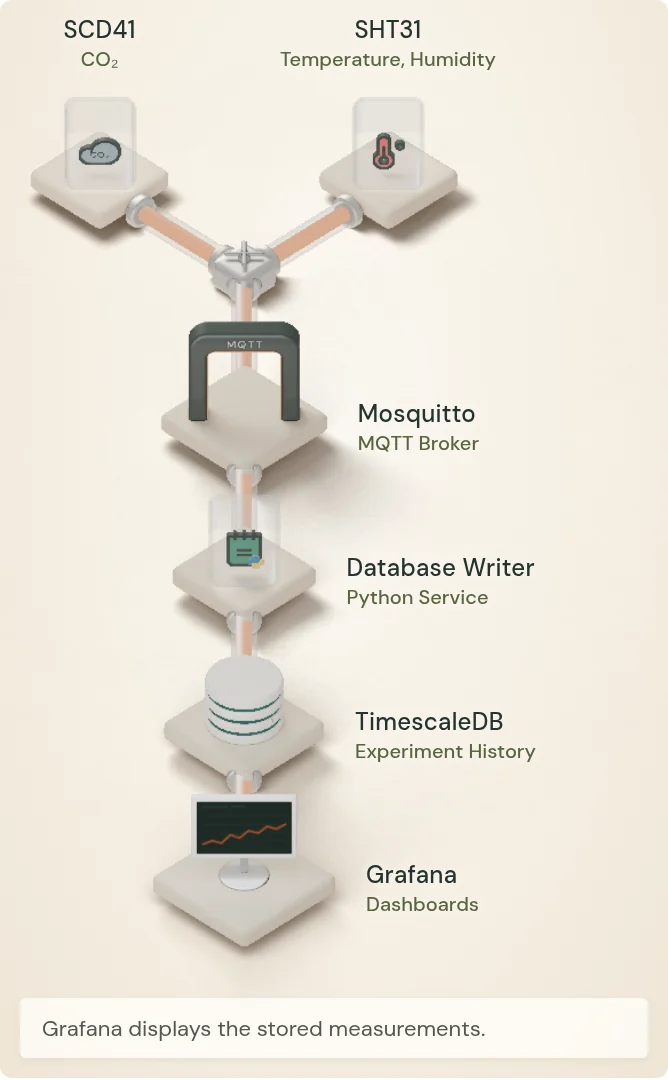 SCD41
CO₂
SHT31
Temperature, Humidity
CO₂
MQTT
Mosquitto
MQTT Broker
Database Writer
Python Service
TimescaleDB
Experiment History
Grafana
Dashboards
Grafana displays the stored measurements.